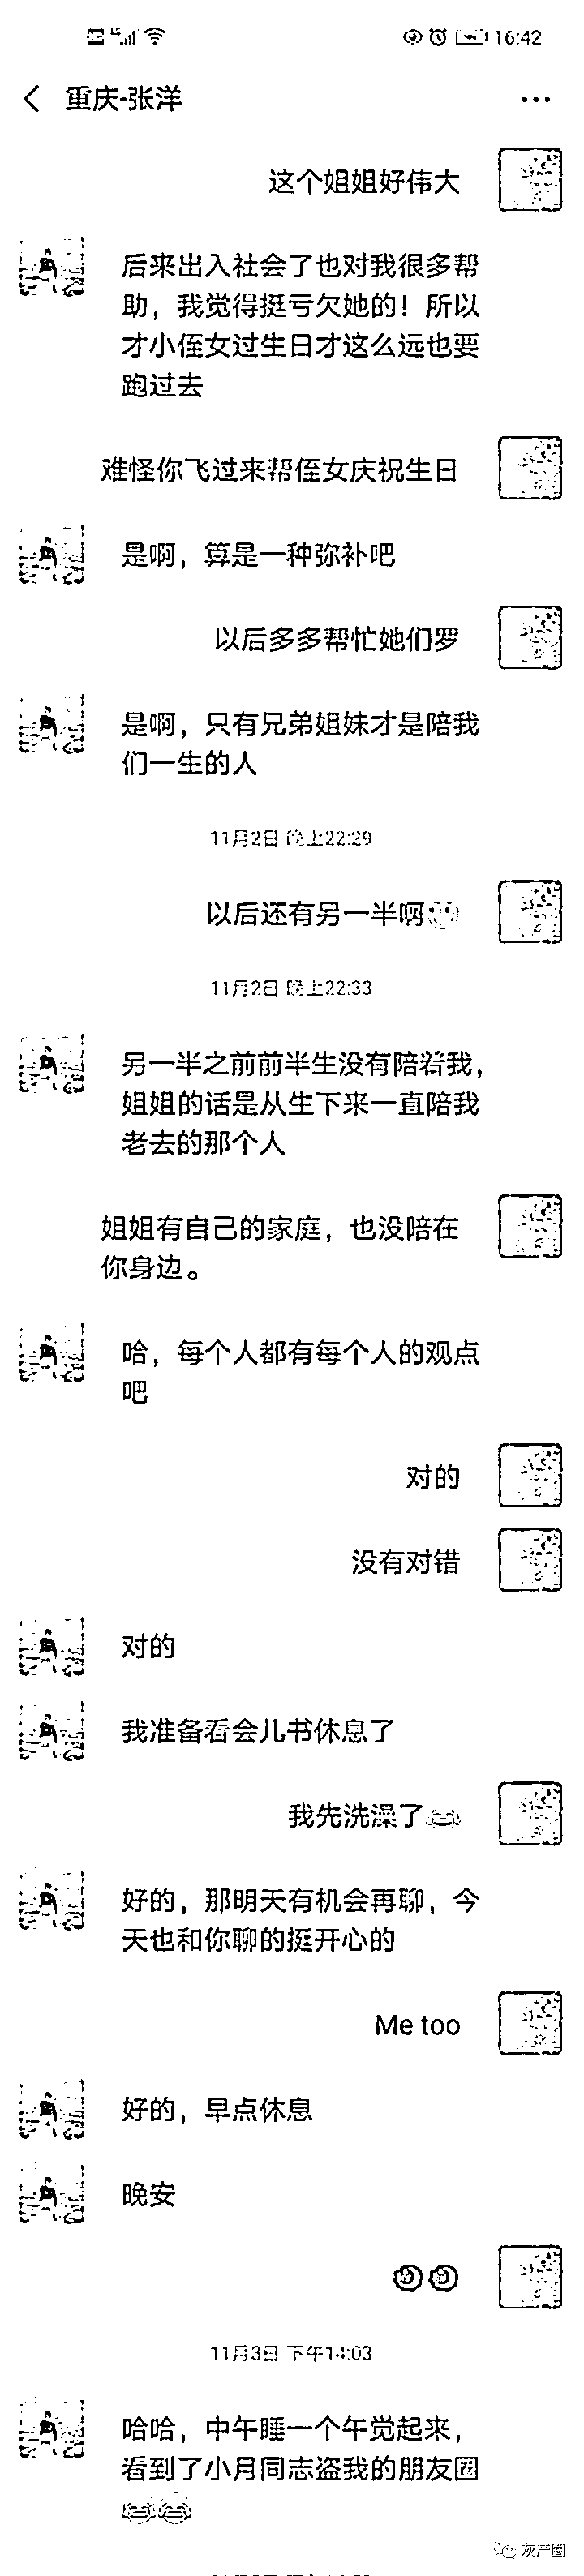 16:42
重庆-张洋
这个姐姐好伟大
后来出入社会了也对我很多帮
助，我觉得挺亏欠她的！所以
才小侄女过生日才这么远也要
跑过去
难怪你飞过来帮侄女庆祝生日
是啊，算是一种弥补吧
以后多多帮忙她们罗
是啊，只有兄弟姐妹才是陪我
们一生的人
11月2日 晚上22:29
以后还有另一半啊
11月2日 晚上22:33
另一半之前前半生没有陪着我，
姐姐的话是从生下来一直陪我
老去的那个人
姐姐有自己的家庭，也没陪在
你身边。
哈，每个人都有每个人的观点
吧
对的
没有对错
对的
我准备看会儿书休息了
我先洗澡了
好的，那明天有机会再聊，今
天也和你聊的挺开心的
Me too
好的，早点休息
晚安
11月3日 下午14:03
哈哈，中午睡一个午觉起来，
看到了小月同志盗我的朋友圈
灰产圈